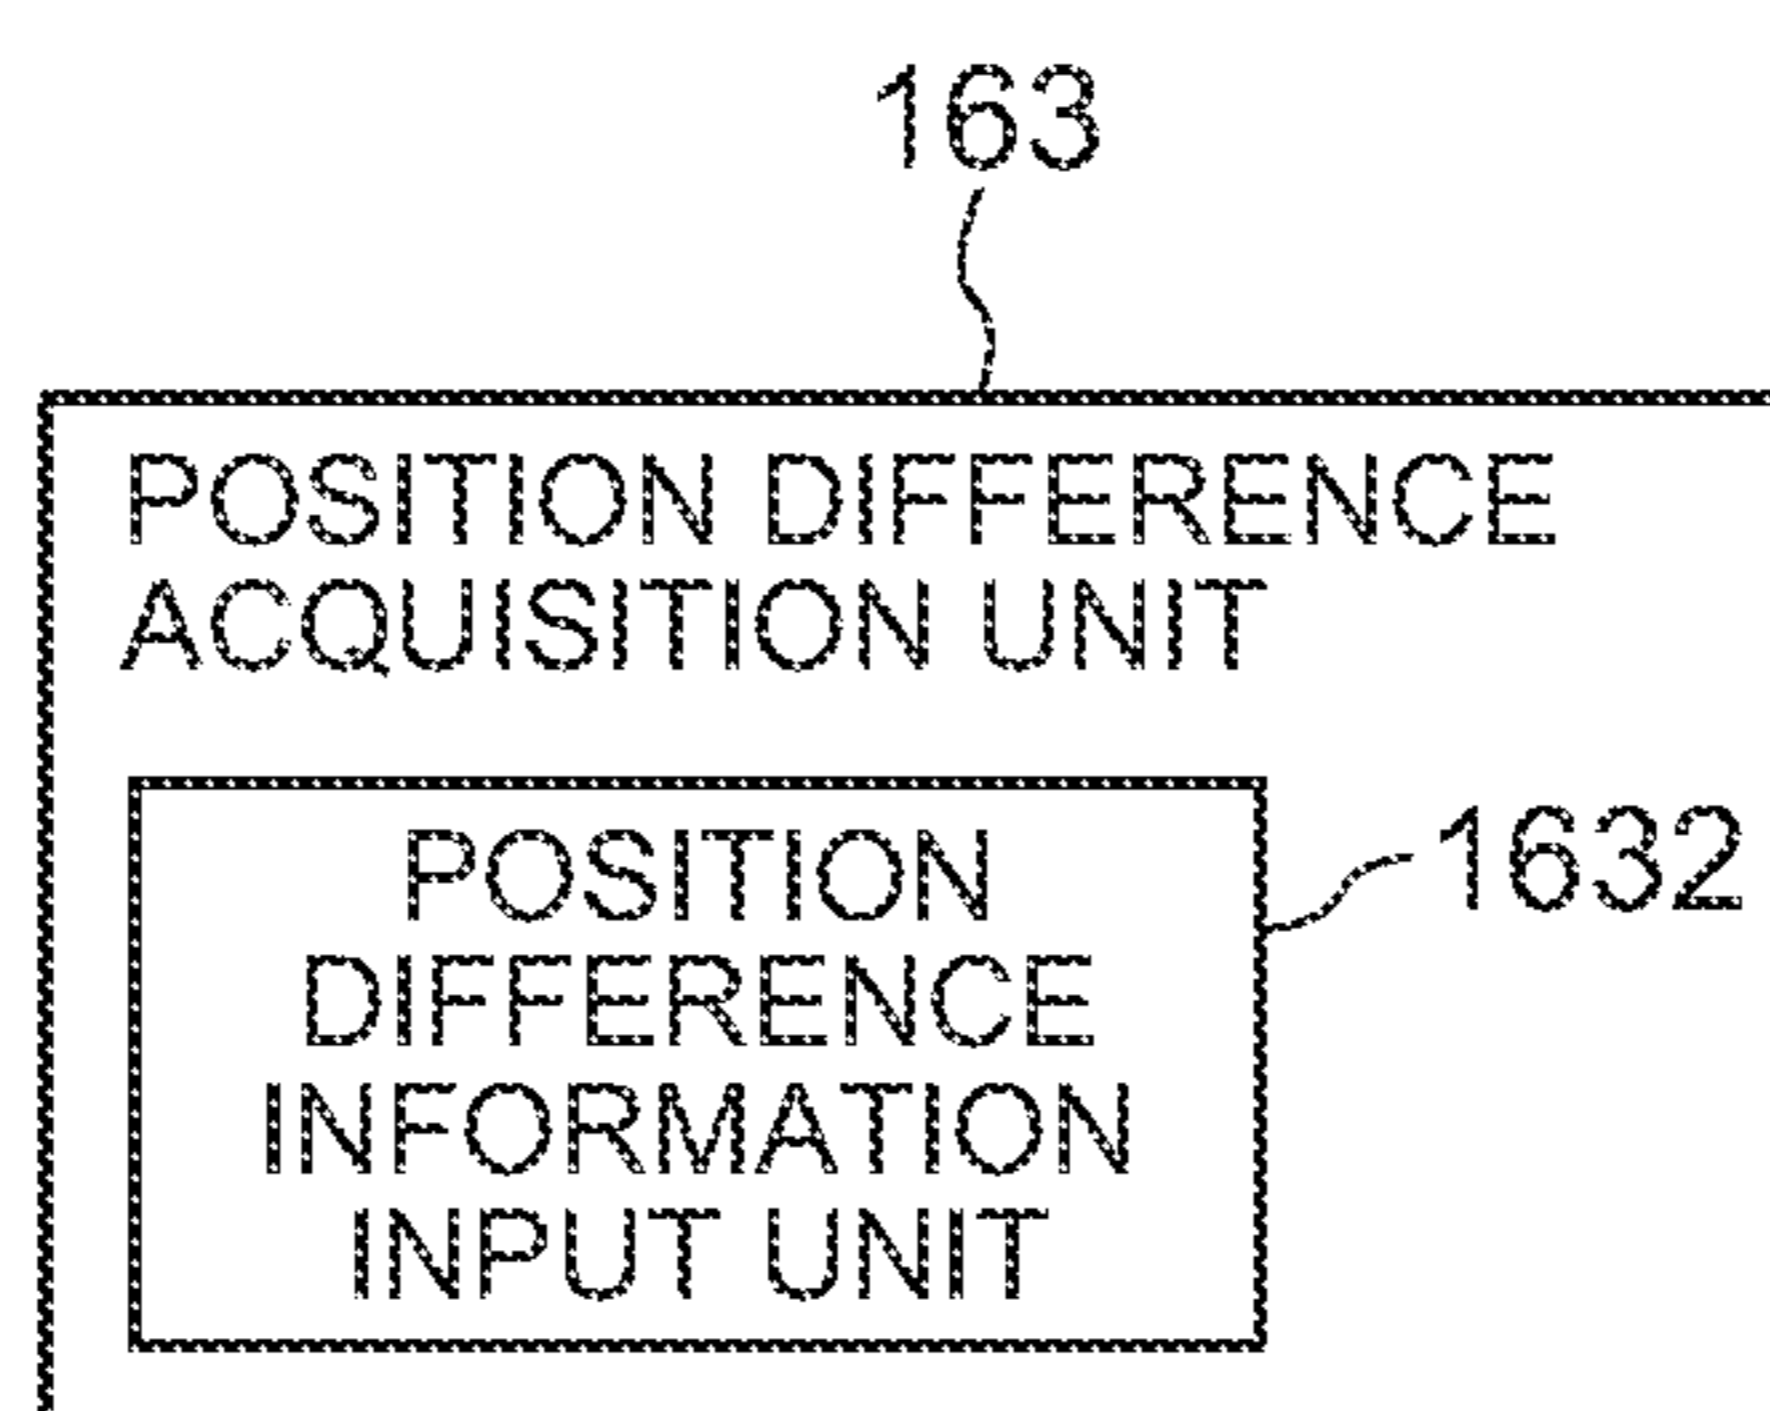 163
POSITION DIFFERENCE
ACQUISITION UNIT
POSITION
DIFFERENCE
INFORMATION
INPUT UNIT
1632